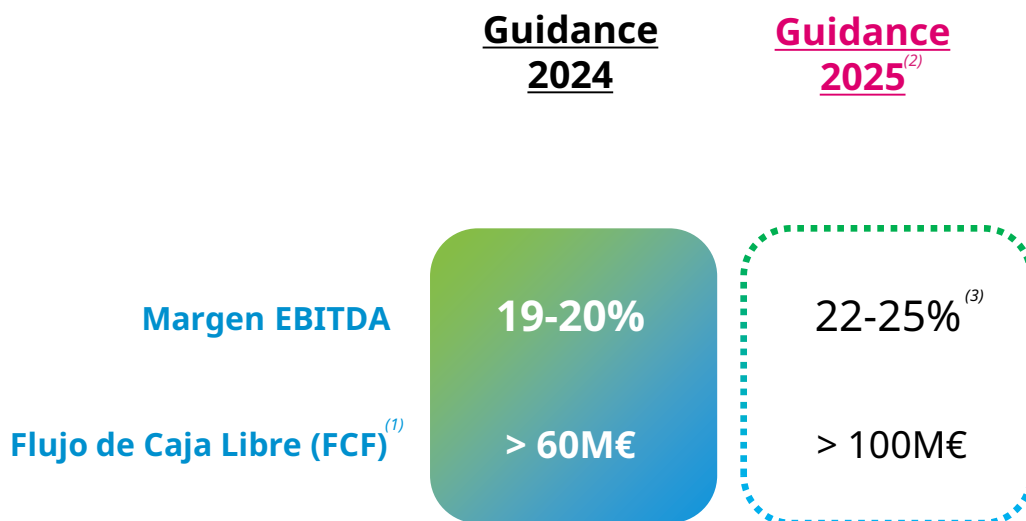 Guidance
2024
Guidance
2025(2)
Margen EBITDA
19-20%
22-25%(3)
Flujo de Caja Libre (FCF)(1)
> 60M€
> 100M€